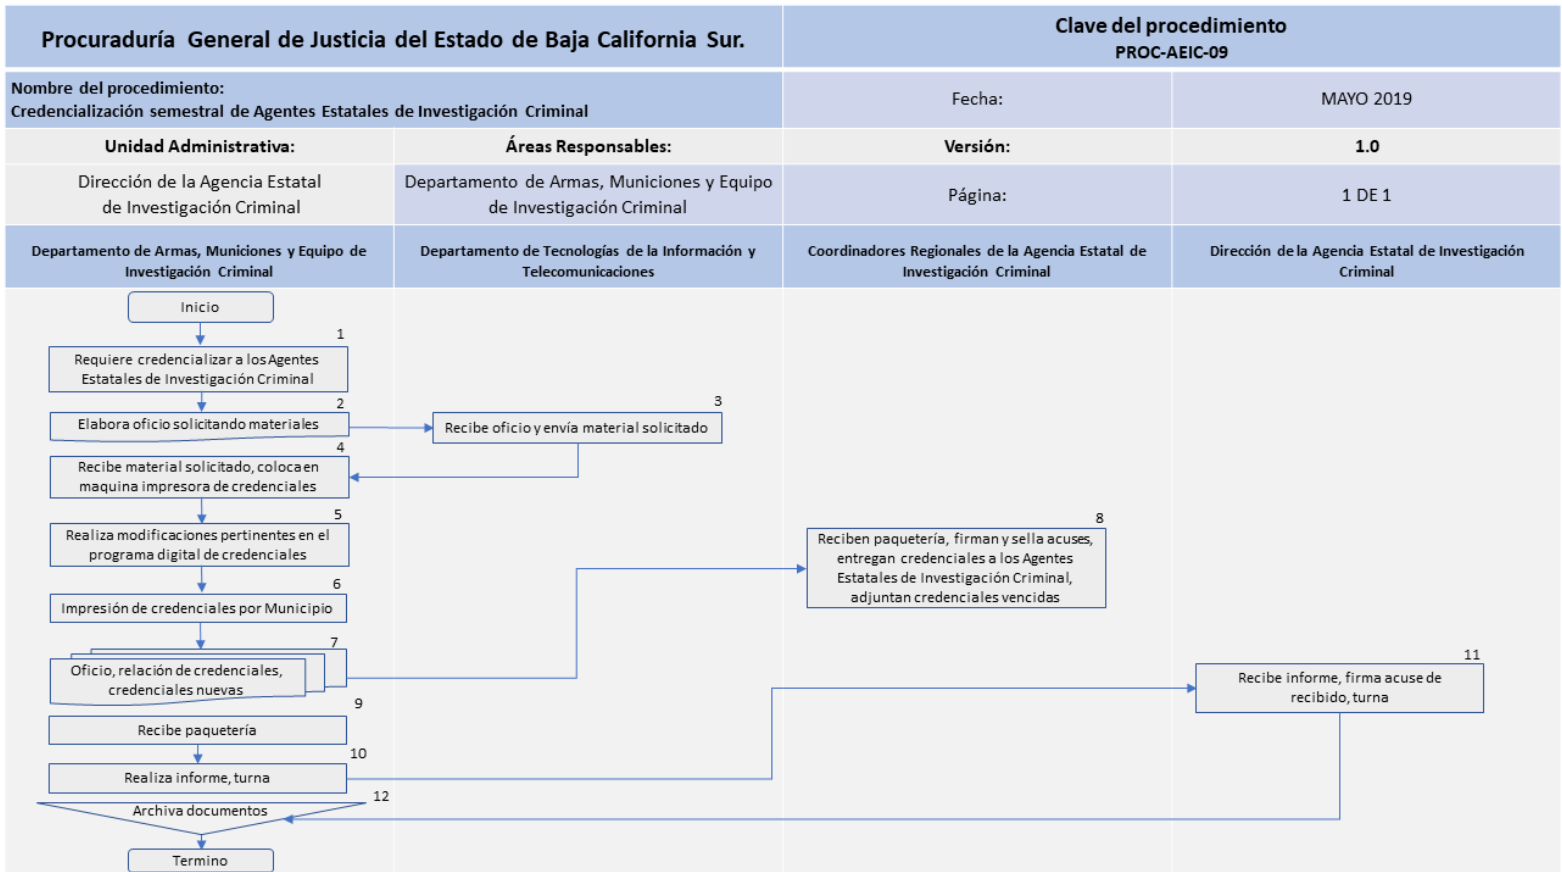 Procuraduría General de Justicia del Estado de Baja California Sur.
Clave del procedimiento
PROC-AEIC-09
Nombre del procedimiento:
Credencialización semestral de Agentes Estatales de Investigación Criminal
Fecha:
MAYO 2019
Unidad Administrativa:
Áreas Responsables:
Versión:
1.0
Dirección de la Agencia Estatal
de Investigación Criminal
Departamento de Armas, Municiones y Equipo
de Investigación Criminal
Página:
1 DE 1
Departamento de Armas, Municiones y Equipo de
Investigación Criminal
Departamento de Tecnologías de la Información y
Telecomunicaciones
Coordinadores Regionales de la Agencia Estatal de
Investigación Criminal
Dirección de la Agencia Estatal de Investigación
Criminal
Inicio
1
Requiere credencializar a los Agentes
Estatales de Investigación Criminal
2
Elabora oficio solicitando materiales
3
Recibe oficio y envía material solicitado
4
Recibe material solicitado, coloca en
maquina impresora de credenciales
5
Realiza modificaciones pertinentes en el
programa digital de credenciales
6
Impresión de credenciales por Municipio
7
Oficio, relación de credenciales,
credenciales nuevas
8
Reciben paquetería, firman y sella acuses,
entregan credenciales a los Agentes
Estatales de Investigación Criminal,
adjuntan credenciales vencidas
9
Recibe paquetería
10
Realiza informe, turna
11
Recibe informe, firma acuse de
recibido, turna
12
Archiva documentos
Termino